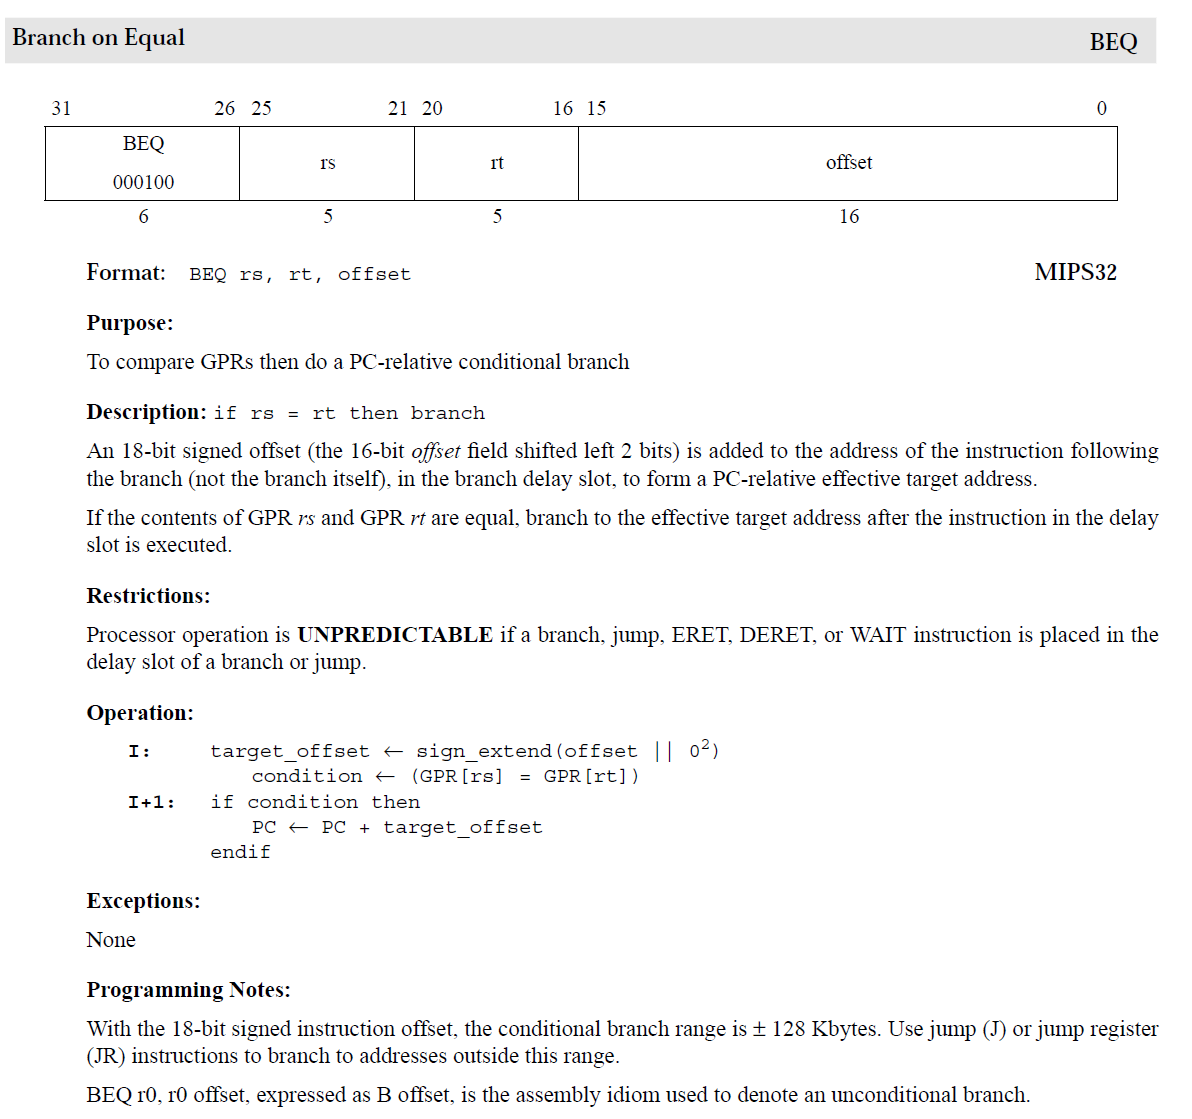 Branch on Equal BEQ
31 26 25 21 20 16 15 0
BEQ
000100
rs rt offset
6 5 5 16
Format: BEQ rs, rt, offset MIPS32
Purpose:
To compare GPRs then do a PC-relative conditional branch
Description: if rs = rt then branch
An 18-bit signed offset (the 16-bit offset field shifted left 2 bits) is added to the address of the instruction following
the branch (not the branch itself), in the branch delay slot, to form a PC-relative effective target address.
If the contents of GPR rs and GPR rt are equal, branch to the effective target address after the instruction in the delay
slot is executed.
Restrictions:
Processor operation is UNPREDICTABLE if a branch, jump, ERET, DERET, or WAIT instruction is placed in the
delay slot of a branch or jump.
Operation:
I: target_offset ← sign_extend(offset || 0²)
condition ← (GPR[rs] = GPR[rt])
I+1: if condition then
PC ← PC + target_offset
endif
Exceptions:
None
Programming Notes:
With the 18-bit signed instruction offset, the conditional branch range is ± 128 Kbytes. Use jump (J) or jump register
(JR) instructions to branch to addresses outside this range.
BEQ r0, r0 offset, expressed as B offset, is the assembly idiom used to denote an unconditional branch.